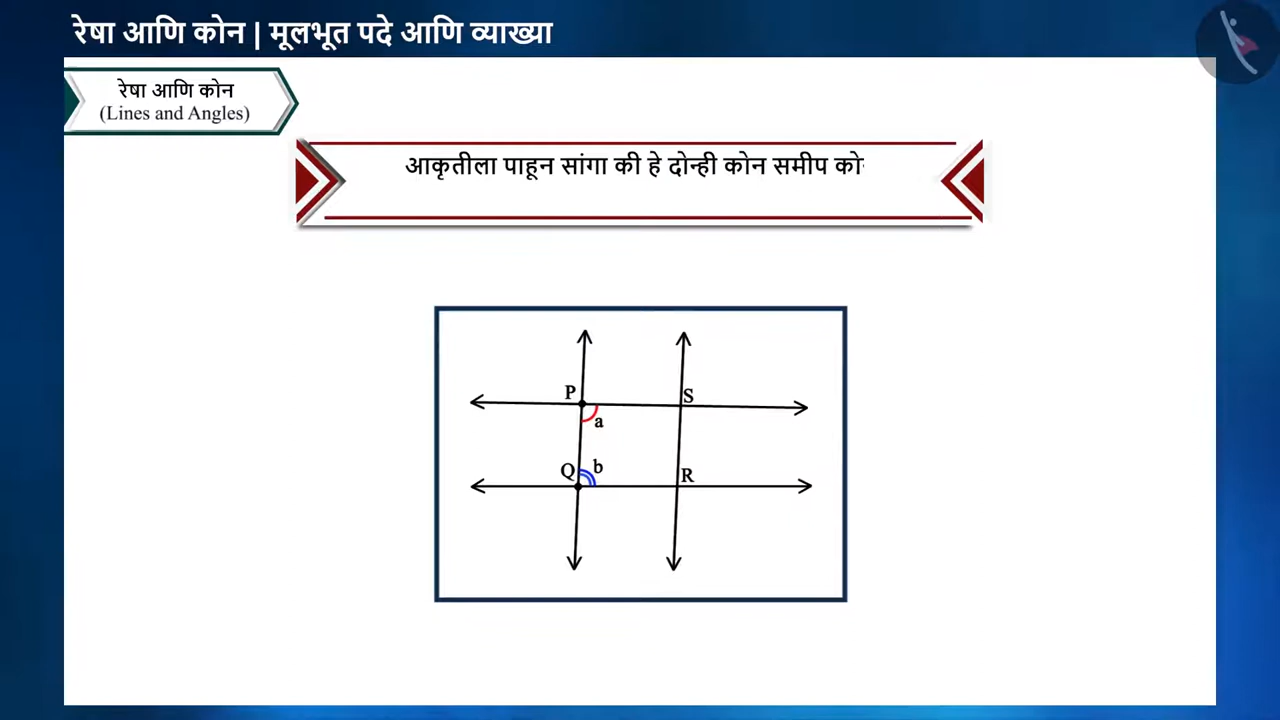 रेषा आणि कोन | मूलभूत पदे आणि व्याख्या
रेषा आणि कोन
(Lines and Angles)
आकृतीला पाहून सांगा की हे दोन्ही कोन समीप
P
S
a
Q
b
R